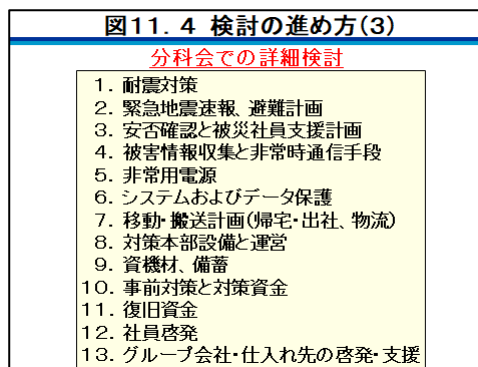 図11.4 検討の進め方(3)
分科会での詳細検討
1. 耐震対策
2. 緊急地震速報、避難計画
3. 安否確認と被災社員支援計画
4. 被害情報収集と非常時通信手段
5. 非常用電源
6. システムおよびデータ保護
7. 移動・搬送計画(帰宅・出社、物流)
8. 対策本部設備と運営
9. 資機材、備蓄
10. 事前対策と対策資金
11. 復旧資金
12. 社員啓発
13. グループ会社・仕入れ先の啓発・支援